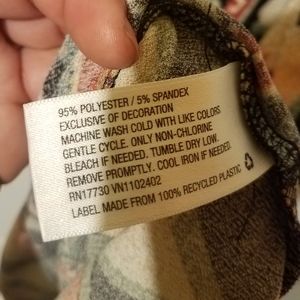 95% POLYESTER / 5% SPANDEX
EXCLUSIVE OF DECORATION
MACHINE WASH COLD WITH LIKE COLORS
GENTLE CYCLE. ONLY NON-CHLORINE
BLEACH IF NEEDED. TUMBLE DRY LOW.
REMOVE PROMPTLY. COOL IRON IF NEEDED.
RN17730 VN1102402
LABEL MADE FROM 100% RECYCLED PLASTIC